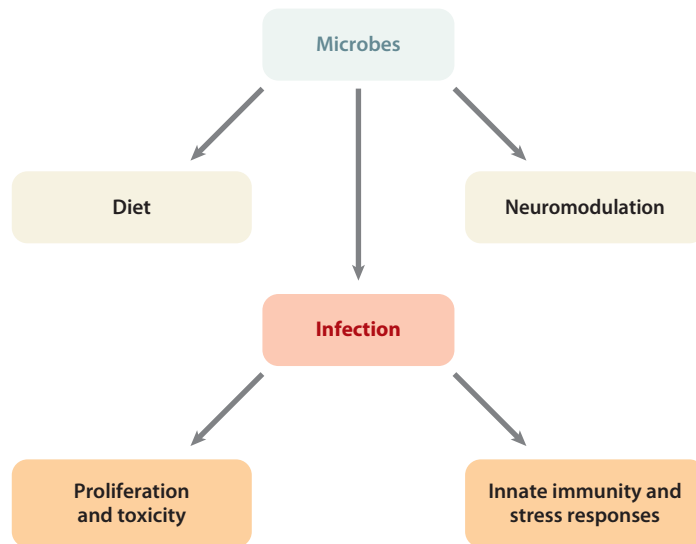 Microbes
Diet
Neuromodulation
Infection
Proliferation
and toxicity
Innate immunity and
stress responses